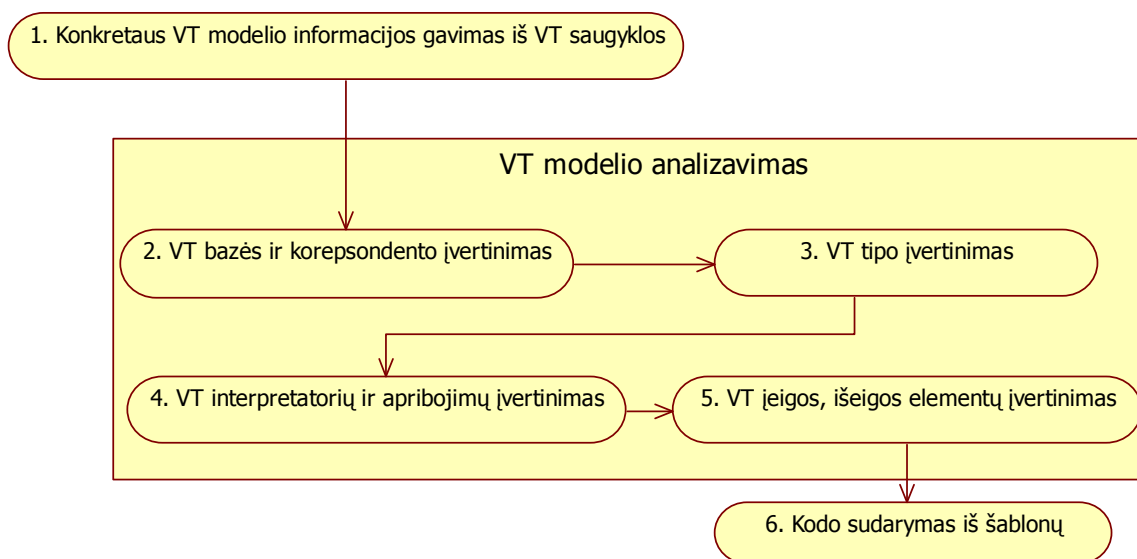 1. Konkretaus VT modelio informacijos gavimas iš VT saugyklos
VT modelio analizavimas
2. VT bazės ir korepsondento įvertinimas
3. VT tipo įvertinimas
4. VT interpretatorių ir apribojimų įvertinimas
5. VT įeigos, išeigos elementų įvertinimas
6. Kodo sudarymas iš šablonų